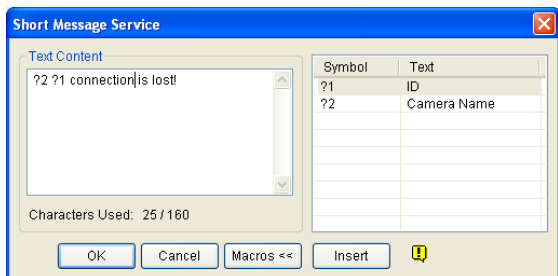 Short Message Service
Text Content
?2 ?1 connection is lost!
Characters Used: 25 / 160
Symbol Text
?1 ID
?2 Camera Name
OK Cancel Macros << Insert